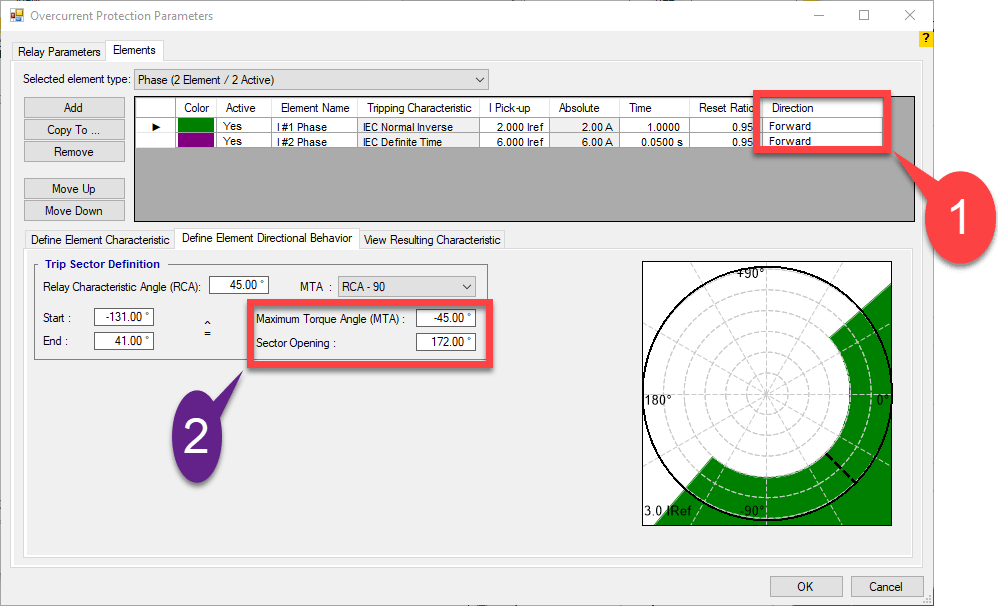 Overcurrent Protection Parameters
?
Relay Parameters Elements
Selected element type: Phase (2 Element / 2 Active)
Add
Copy To ...
Remove
Move Up
Move Down
Color Active Element Name Tripping Characteristic I Pick-up Absolute Time Reset Ratio Direction
Yes I #1 Phase IEC Normal Inverse 2.000 Iref 2.00 A 1.0000 0.95 Forward
Yes I #2 Phase IEC Definite Time 6.000 Iref 6.00 A 0.0500 s 0.95 Forward
1
Define Element Characteristic Define Element Directional Behavior View Resulting Characteristic
Trip Sector Definition
Relay Characteristic Angle (RCA): 45.00 ° MTA : RCA - 90
Start : -131.00 ° ^ = Maximum Torque Angle (MTA) : -45.00 °
End : 41.00 ° Sector Opening : 172.00 °
2
+90°
180° 0°
3.0 IRef -90°
OK Cancel